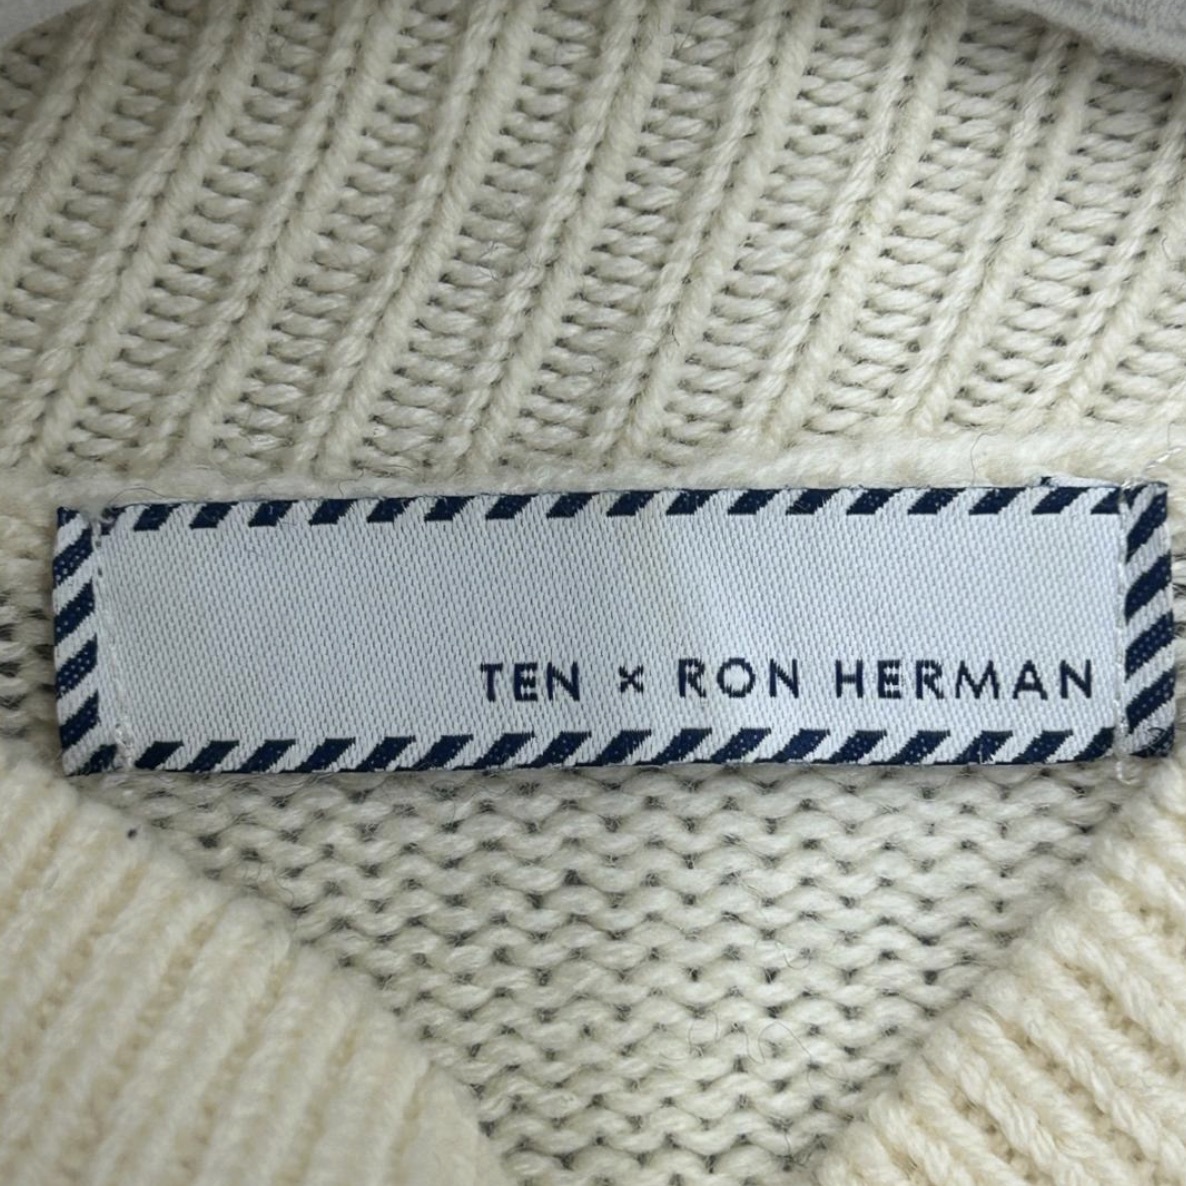 TEN × RON HERMAN